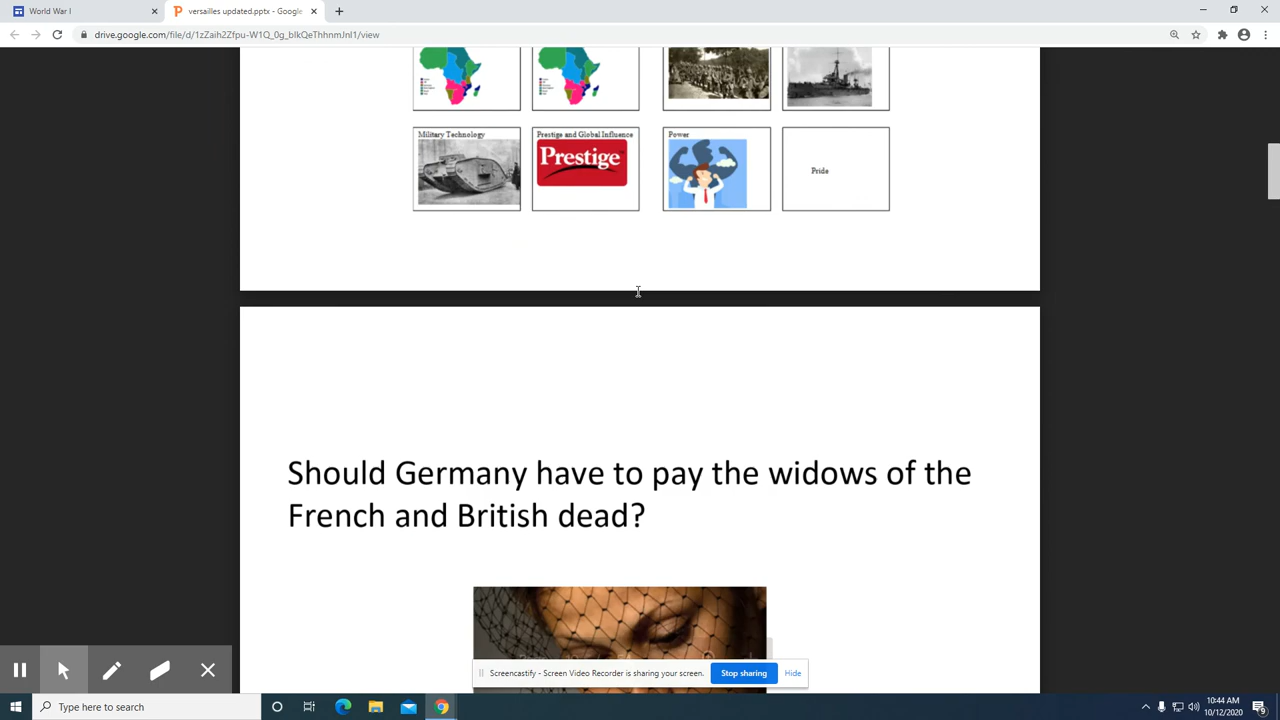 World War I
versailles updated.pptx - Google
drive.google.com/file/d/1zZaih2Zfpu-W1Q_0g_bIkQeThhnmJnI1/view
Military Technology
Prestige and Global Influence
Power
Prestige
Pride
Should Germany have to pay the widows of the
French and British dead?
Screencastify - Screen Video Recorder is sharing your screen.
Stop sharing
Hide
Type here to search
10:44 AM
10/12/2020